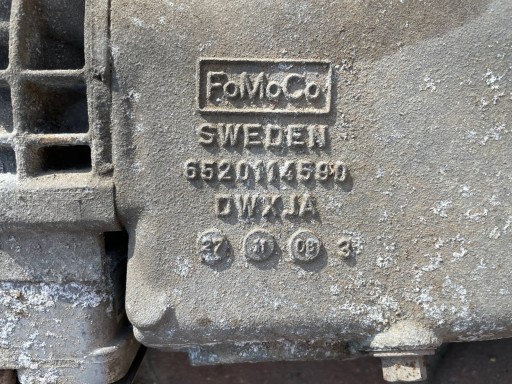 FoMoCo
SWEDEN
6520114590
DWXJA
27 11 08 3